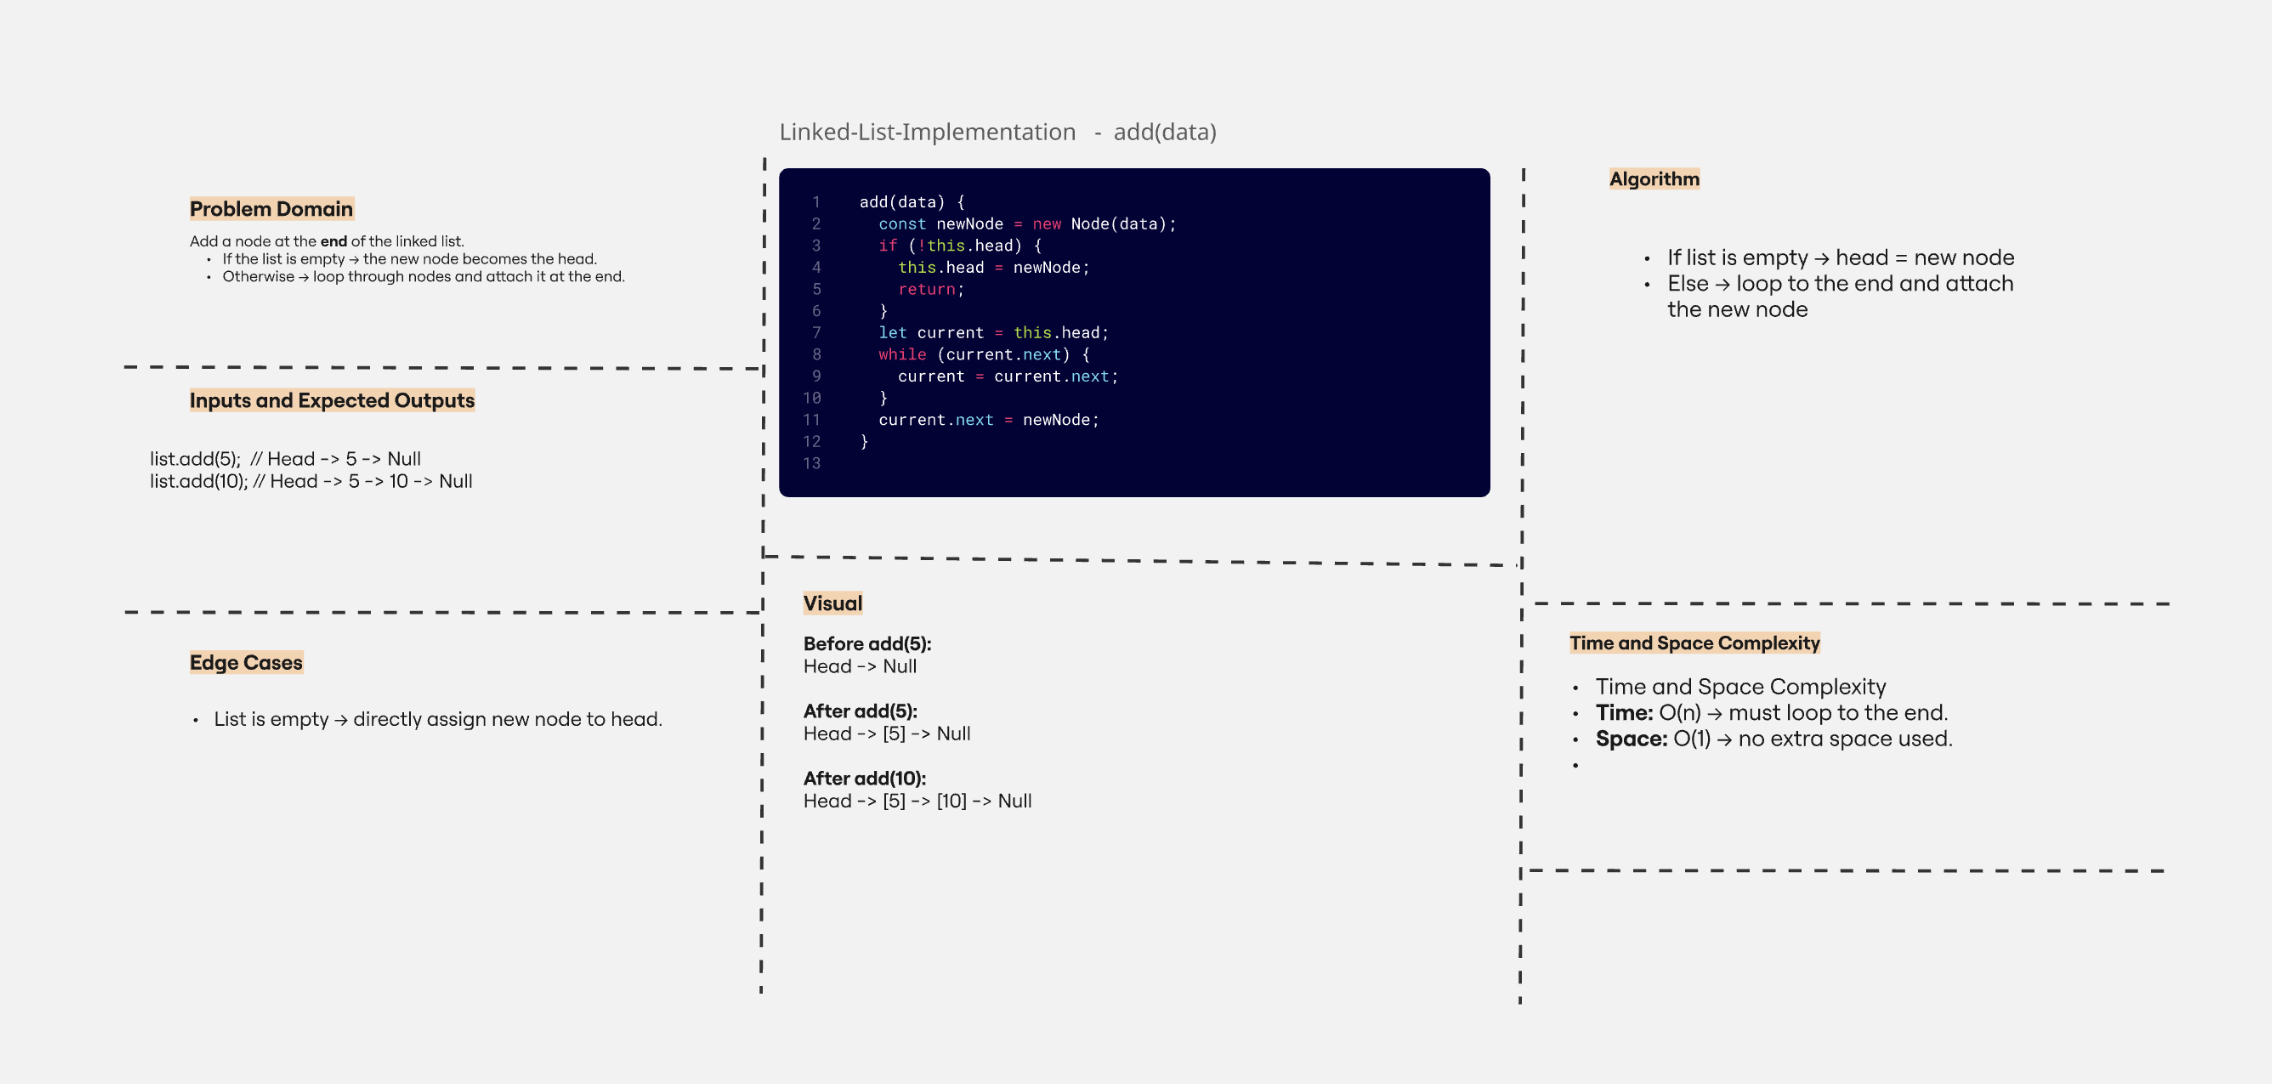 Linked-List-Implementation - add(data)
Problem Domain
Add a node at the end of the linked list.
• If the list is empty → the new node becomes the head.
• Otherwise → loop through nodes and attach it at the end.
Inputs and Expected Outputs
list.add(5); // Head -> 5 -> Null
list.add(10); // Head -> 5 -> 10 -> Null
Edge Cases
• List is empty → directly assign new node to head.
1 add(data) {
2   const newNode = new Node(data);
3   if (!this.head) {
4     this.head = newNode;
5     return;
6   }
7   let current = this.head;
8   while (current.next) {
9     current = current.next;
10   }
11   current.next = newNode;
12 }
13
Visual
Before add(5):
Head -> Null
After add(5):
Head -> [5] -> Null
After add(10):
Head -> [5] -> [10] -> Null
Algorithm
• If list is empty → head = new node
• Else → loop to the end and attach
the new node
Time and Space Complexity
• Time and Space Complexity
• Time: O(n) → must loop to the end.
• Space: O(1) → no extra space used.
•